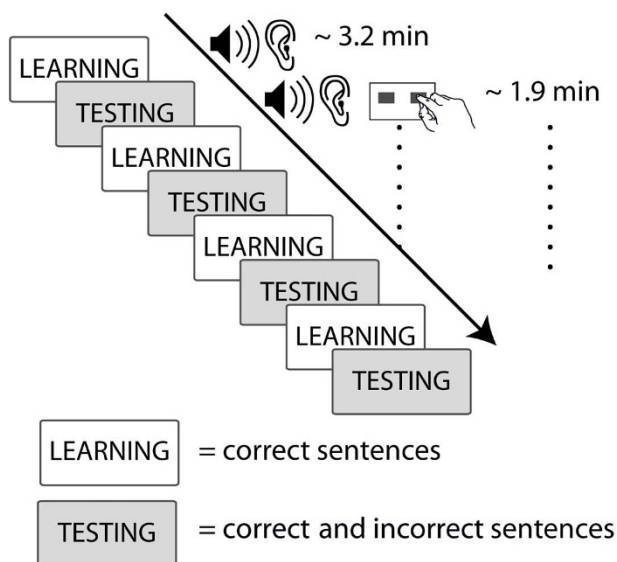 ~ 3.2 min
LEARNING
TESTING
~ 1.9 min
LEARNING
TESTING
LEARNING
TESTING
LEARNING
TESTING
LEARNING = correct sentences
TESTING = correct and incorrect sentences